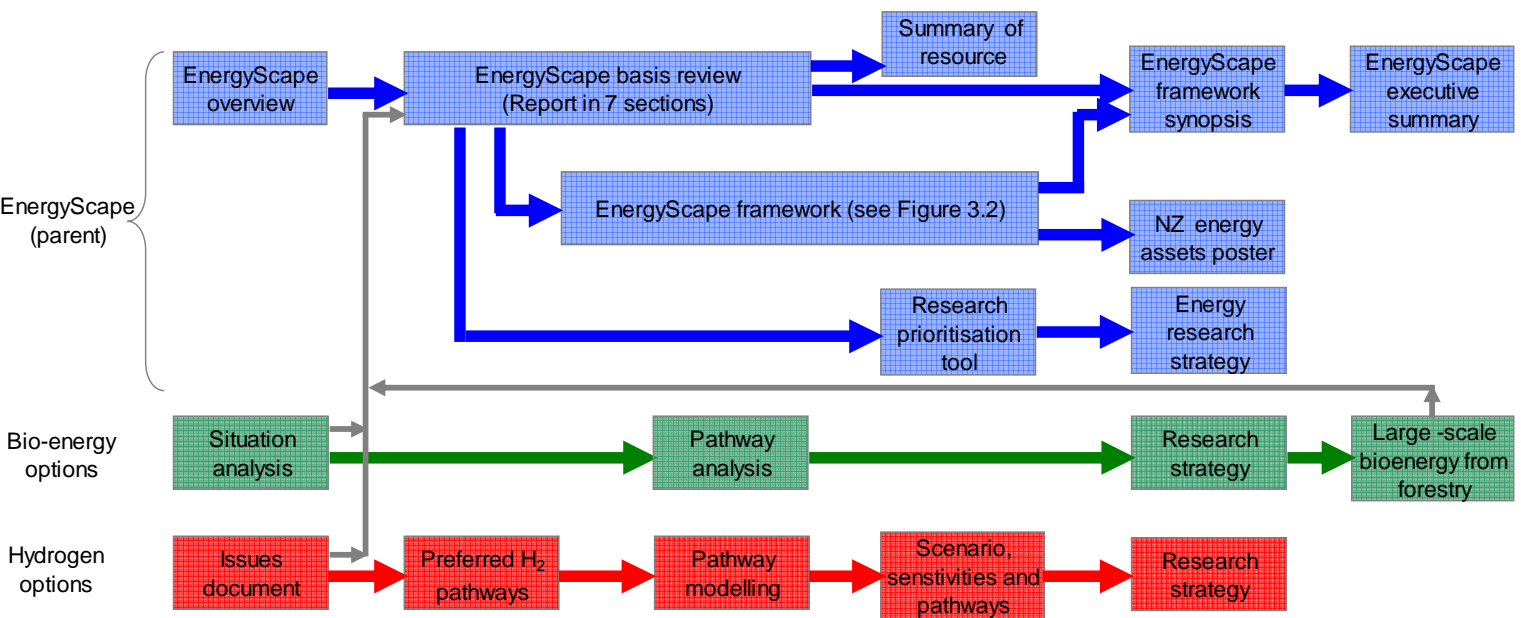 EnergyScape
overview
EnergyScape basis review
(Report in 7 sections)
Summary of
resource
EnergyScape
framework
synopsis
EnergyScape
executive
summary
EnergyScape
(parent)
EnergyScape framework (see Figure 3.2)
NZ energy
assets poster
Research
prioritisation
tool
Energy
research
strategy
Bio-energy
options
Situation
analysis
Pathway
analysis
Research
strategy
Large -scale
bioenergy from
forestry
Hydrogen
options
Issues
document
Preferred H₂
pathways
Pathway
modelling
Scenario,
senstivities and
pathways
Research
strategy